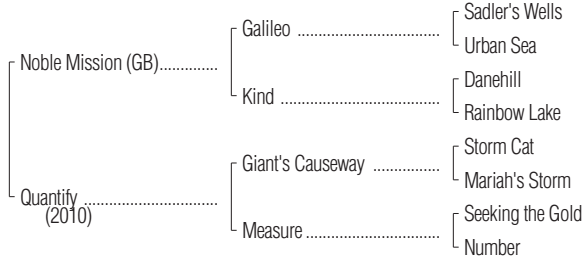 Sadler's Wells
Galileo ................................
Urban Sea
Noble Mission (GB)..............
Danehill
Kind ....................................
Rainbow Lake
Storm Cat
Giant's Causeway ...............
Mariah's Storm
Quantify ..............................
(2010)
Seeking the Gold
Measure ..............................
Number